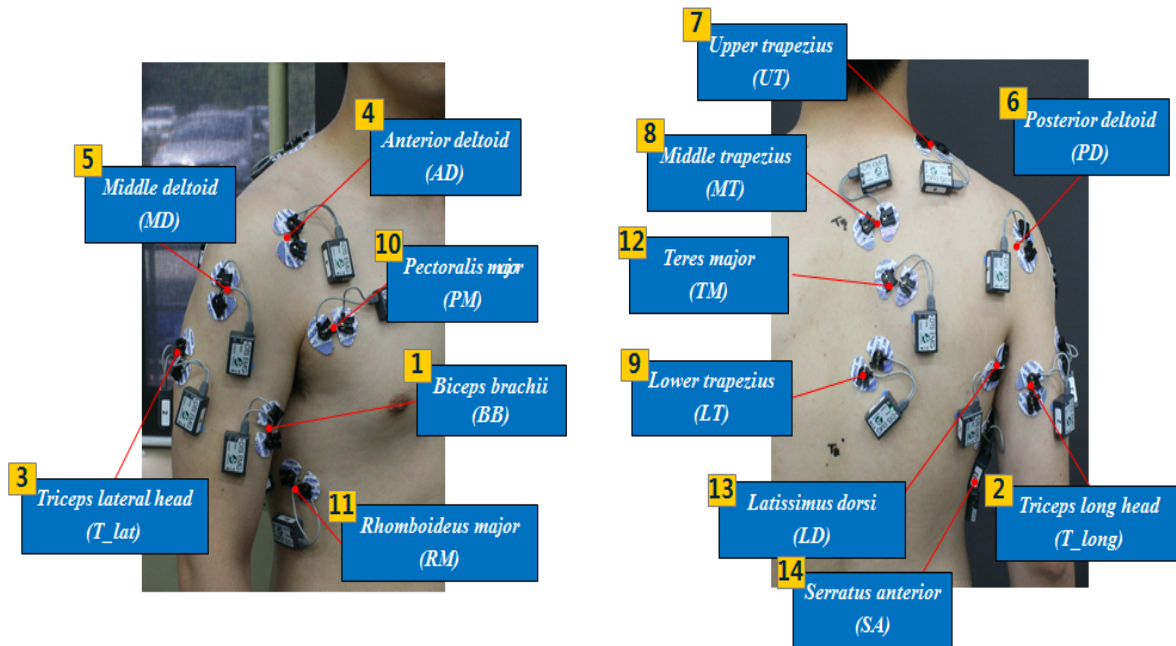 4
Anterior deltoid
(AD)
5
Middle deltoid
(MD)
10
Pectoralis major
(PM)
1
Biceps brachii
(BB)
3
Triceps lateral head
(T_lat)
11
Rhomboideus major
(RM)
7
Upper trapezius
(UT)
6
Posterior deltoid
(PD)
8
Middle trapezius
(MT)
12
Teres major
(TM)
9
Lower trapezius
(LT)
13
Latissimus dorsi
(LD)
2
Triceps long head
(T_long)
14
Serratus anterior
(SA)
2